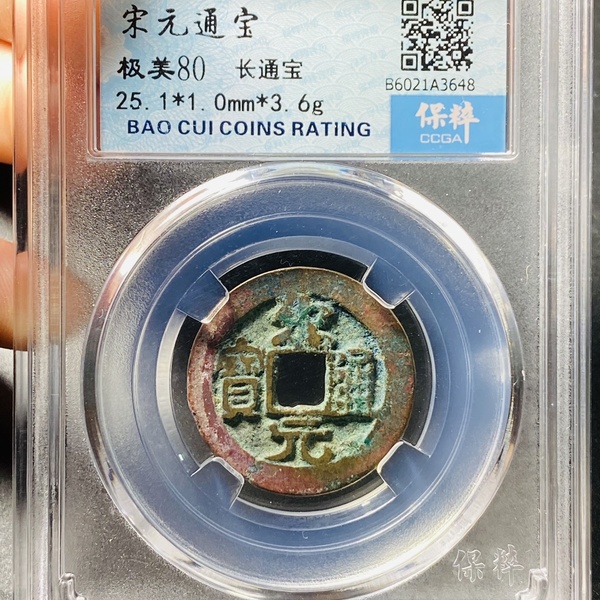 宋元通宝
极美80 长通宝
25.1*1.0mm*3.6g
BAO CUI COINS RATING
B6021A3648
保粹
CCGA
宋元通寶
保粹